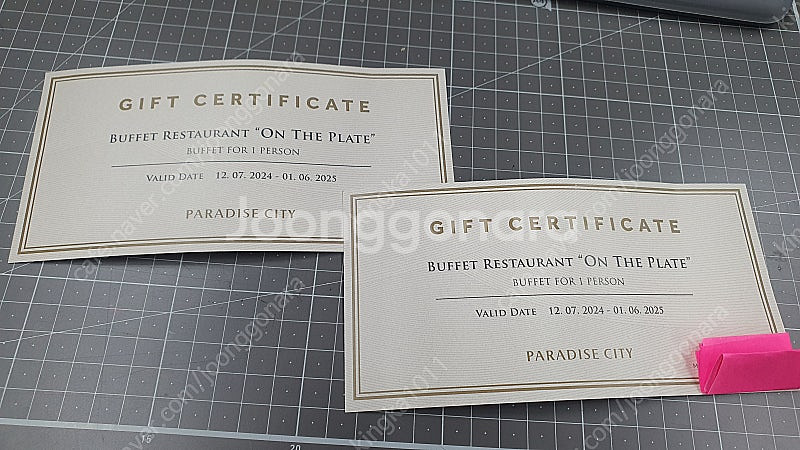 GIFT CERTIFICATE
BUFFET RESTAURANT "ON THE PLATE"
BUFFET FOR 1 PERSON
VALID DATE 12. 07. 2024 - 01. 06. 2025
PARADISE CITY
GIFT CERTIFICATE
BUFFET RESTAURANT "ON THE PLATE"
BUFFET FOR 1 PERSON
VALID DATE 12. 07. 2024 - 01. 06. 2025
PARADISE CITY
Joonggonara
15
20